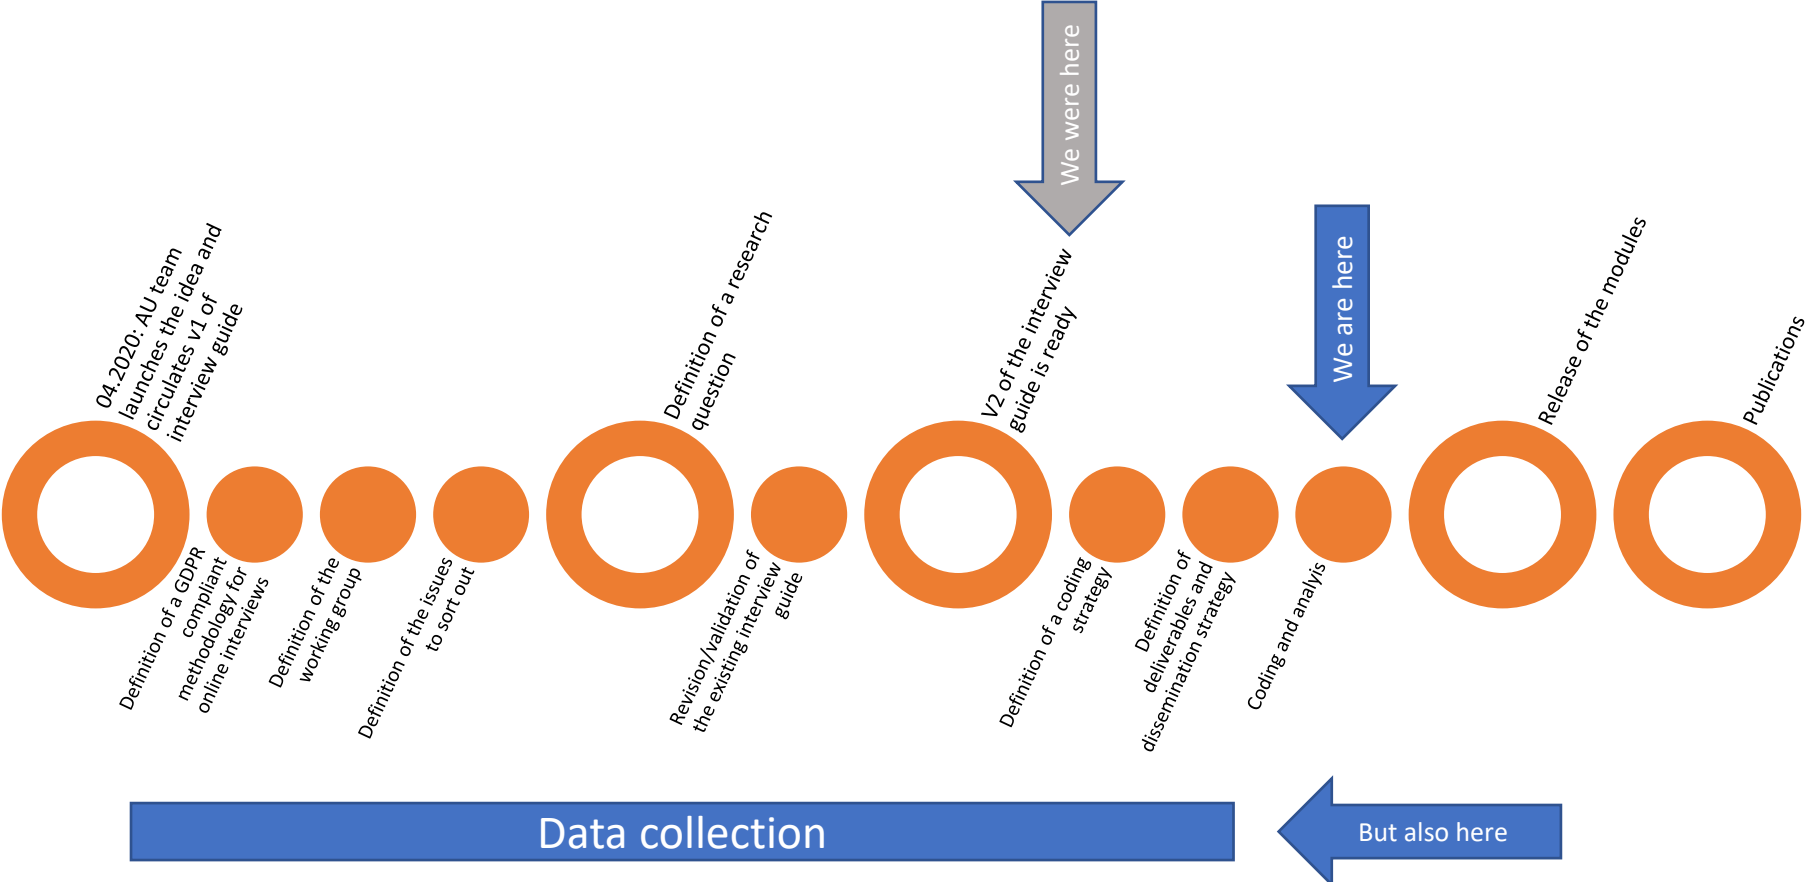 We were here
We are here
04.2020: AU team
launches the idea and
circulates v1 of
interview guide
Definition of a GDPR
compliant
methodology for
online interviews
Definition of the
working group
Definition of the issues
to sort out
Definition of a research
question
Revision/validation of
the existing interview
guide
V2 of the interview
guide is ready
Definition of a coding
strategy
Definition of
deliverables and
dissemination strategy
Coding and analyis
Release of the modules
Publications
Data collection
But also here